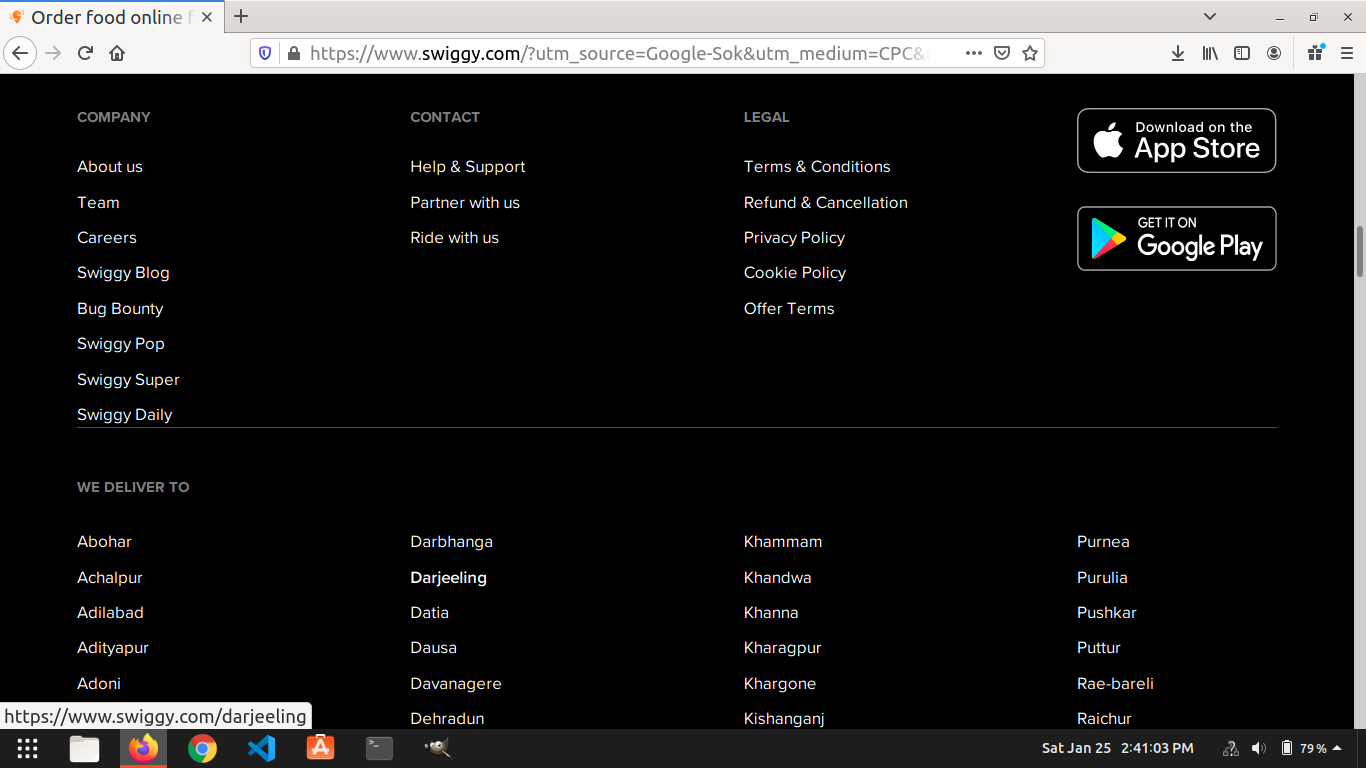 Order food online f
https://www.swiggy.com/?utm_source=Google-Sok&utm_medium=CPC&
COMPANY
About us
Team
Careers
Swiggy Blog
Bug Bounty
Swiggy Pop
Swiggy Super
Swiggy Daily
CONTACT
Help & Support
Partner with us
Ride with us
LEGAL
Terms & Conditions
Refund & Cancellation
Privacy Policy
Cookie Policy
Offer Terms
Download on the
App Store
GET IT ON
Google Play
WE DELIVER TO
Abohar
Achalpur
Adilabad
Adityapur
Adoni
Darbhanga
Darjeeling
Datia
Dausa
Davanagere
Dehradun
Khammam
Khandwa
Khanna
Kharagpur
Khargone
Kishanganj
Purnea
Purulia
Pushkar
Puttur
Rae-bareli
Raichur
https://www.swiggy.com/darjeeling
Sat Jan 25 2:41:03 PM
79 %